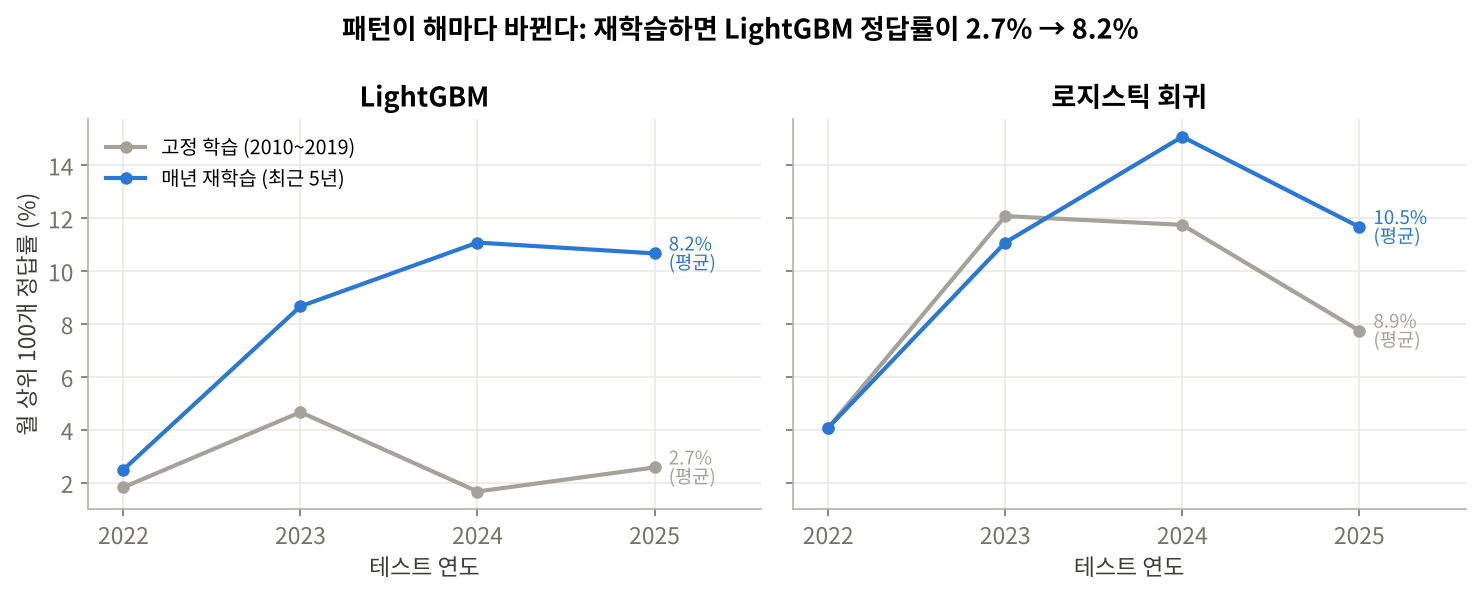 패턴이 해마다 바뀐다: 재학습하면 LightGBM 정답률이 2.7% → 8.2%
LightGBM
고정 학습 (2010~2019)
매년 재학습 (최근 5년)
월 상위 100개 정답률 (%)
14
12
10
8
6
4
2
8.2%
(평균)
2.7%
(평균)
2022
2023
2024
2025
테스트 연도
로지스틱 회귀
10.5%
(평균)
8.9%
(평균)
2022
2023
2024
2025
테스트 연도